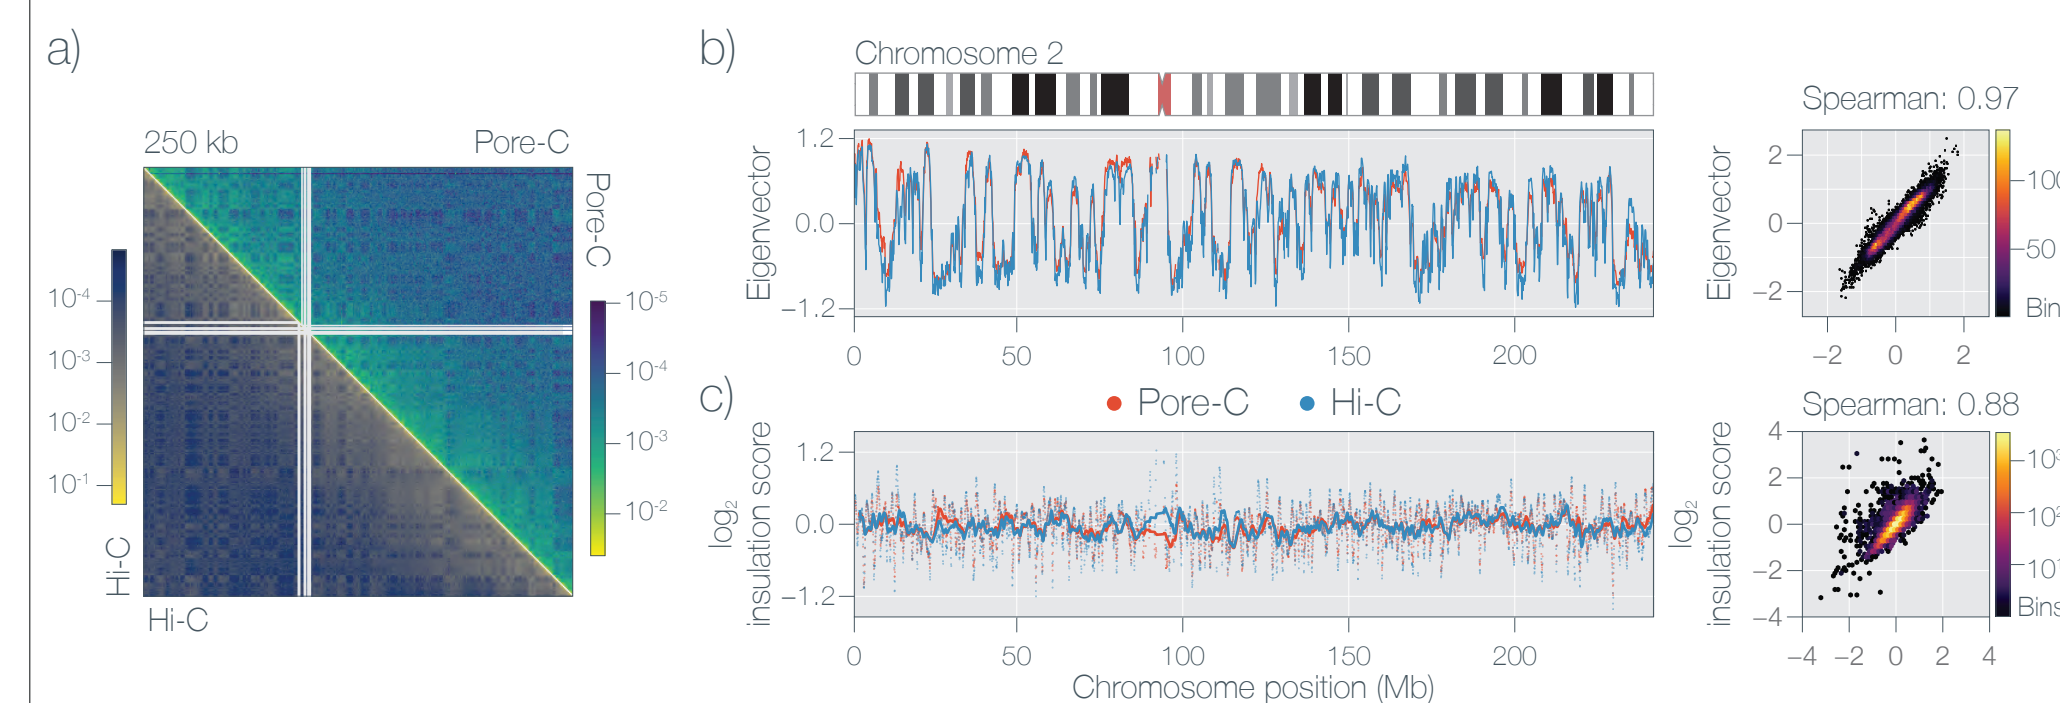 a)
250 kb
Pore-C
Pore-C
10-4
10-3
10-2
10-1
Hi-C
10-5
10-4
10-3
10-2
Hi-C
b)
Chromosome 2
Eigenvector
1.2
0.0
−1.2
0
50
100
150
200
Spearman: 0.97
Eigenvector
2
0
−2
−2
0
2
50
c)
Pore-C
Hi-C
log2
insulation score
1.2
0.0
−1.2
0
50
100
150
200
Chromosome position (Mb)
Spearman: 0.88
log2
insulation score
4
2
0
−2
−4
−4
−2
0
2
4
Bins